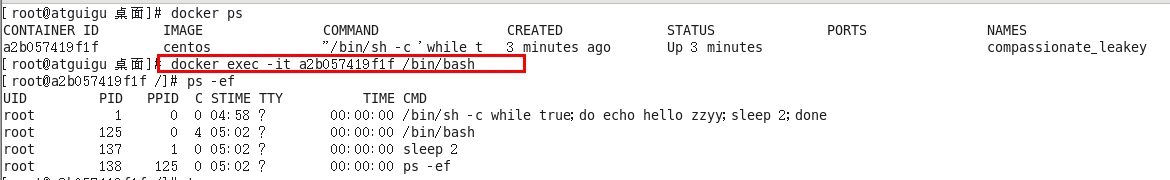 [root@atguigu 桌面]# docker ps
CONTAINER ID IMAGE COMMAND CREATED STATUS PORTS NAMES
a2b057419f1f centos "/bin/sh -c 'while t 3 minutes ago Up 3 minutes compassionate_leakey
[root@atguigu 桌面]# docker exec -it a2b057419f1f /bin/bash
[root@a2b057419f1f /]# ps -ef
UID PID PPID C STIME TTY TIME CMD
root 1 0 0 04:58 ? 00:00:00 /bin/sh -c while true;do echo hello zzyy;sleep 2;done
root 125 0 4 05:02 ? 00:00:00 /bin/bash
root 137 1 0 05:02 ? 00:00:00 sleep 2
root 138 125 0 05:02 ? 00:00:00 ps -ef